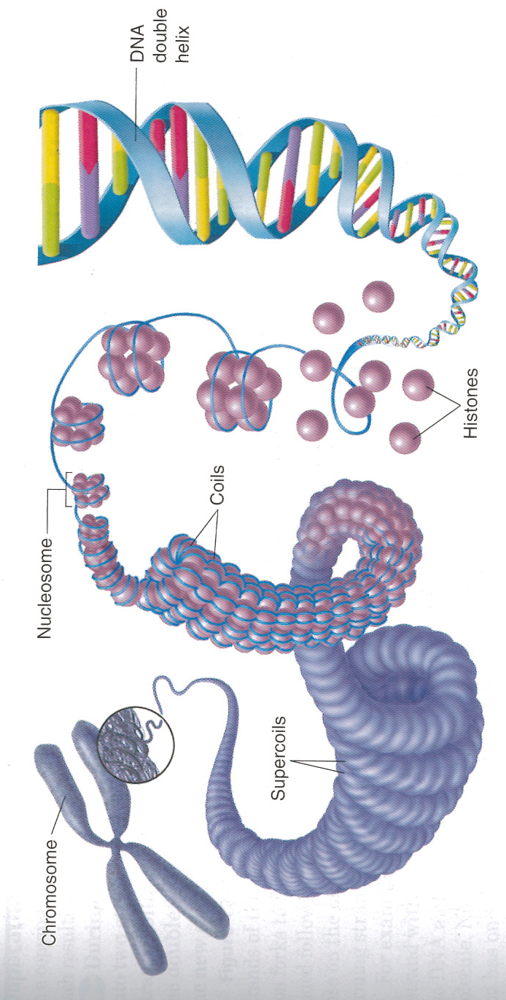 Chromosome
Supercoils
Nucleosome
Coils
Histones
DNA
double
helix